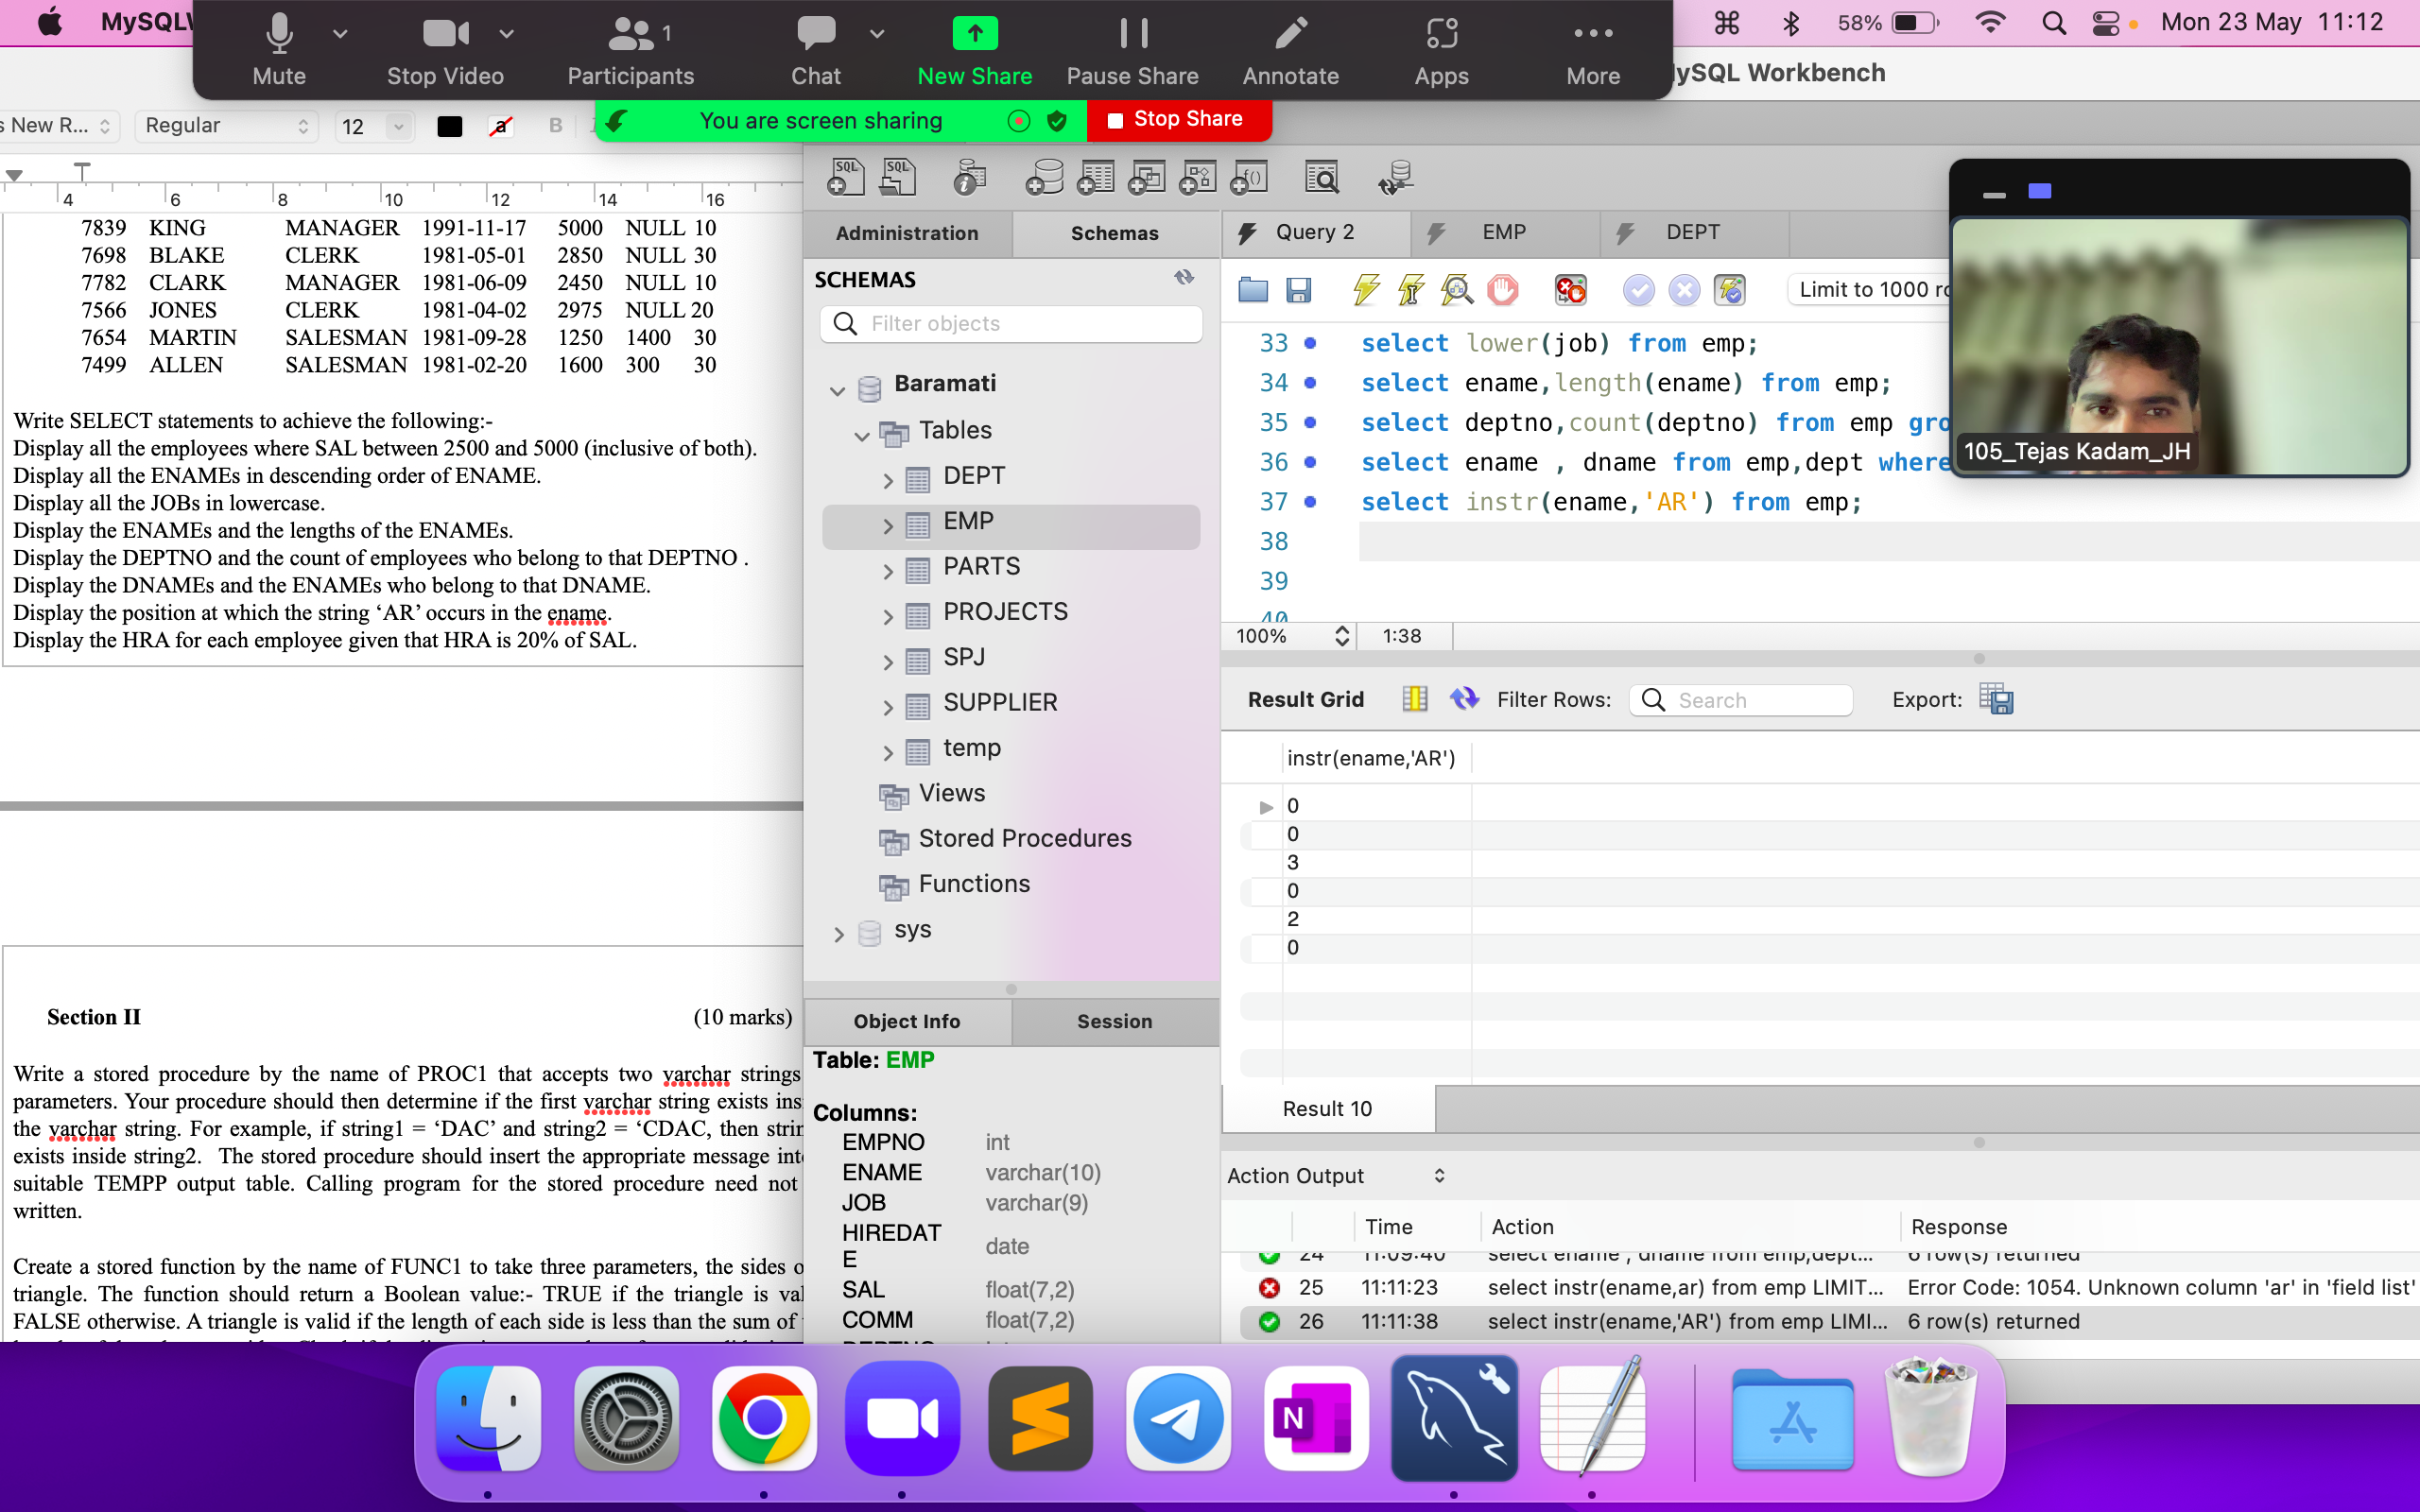 MySQLW
Mute
Stop Video
1
Participants
Chat
New Share
Pause Share
Annotate
Apps
More
58%
Mon 23 May 11:12
ySQL Workbench
s New R...
Regular
12
a
B
You are screen sharing
Stop Share
4 6 8 10 12 14 16
7839 KING MANAGER 1991-11-17 5000 NULL 10
7698 BLAKE CLERK 1981-05-01 2850 NULL 30
7782 CLARK MANAGER 1981-06-09 2450 NULL 10
7566 JONES CLERK 1981-04-02 2975 NULL 20
7654 MARTIN SALESMAN 1981-09-28 1250 1400 30
7499 ALLEN SALESMAN 1981-02-20 1600 300 30
Write SELECT statements to achieve the following:-
Display all the employees where SAL between 2500 and 5000 (inclusive of both).
Display all the ENAMEs in descending order of ENAME.
Display all the JOBs in lowercase.
Display the ENAMEs and the lengths of the ENAMEs.
Display the DEPTNO and the count of employees who belong to that DEPTNO .
Display the DNAMEs and the ENAMEs who belong to that DNAME.
Display the position at which the string ‘AR’ occurs in the ename.
Display the HRA for each employee given that HRA is 20% of SAL.
Section II (10 marks)
Write a stored procedure by the name of PROC1 that accepts two varchar strings
parameters. Your procedure should then determine if the first varchar string exists ins
the varchar string. For example, if string1 = ‘DAC’ and string2 = ‘CDAC, then strin
exists inside string2. The stored procedure should insert the appropriate message into
suitable TEMPP output table. Calling program for the stored procedure need not
written.
Create a stored function by the name of FUNC1 to take three parameters, the sides o
triangle. The function should return a Boolean value:- TRUE if the triangle is val
FALSE otherwise. A triangle is valid if the length of each side is less than the sum of
Administration
Schemas
SCHEMAS
Filter objects
Baramati
Tables
DEPT
EMP
PARTS
PROJECTS
SPJ
SUPPLIER
temp
Views
Stored Procedures
Functions
sys
Object Info
Session
Table: EMP
Columns:
EMPNO int
ENAME varchar(10)
JOB varchar(9)
HIREDAT
E date
SAL float(7,2)
COMM float(7,2)
Query 2
EMP
DEPT
Limit to 1000 ro
33 select lower(job) from emp;
34 select ename,length(ename) from emp;
35 select deptno,count(deptno) from emp gro
36 select ename , dname from emp,dept where
37 select instr(ename,'AR') from emp;
38
39
40
100%
1:38
105_Tejas Kadam_JH
Result Grid
Filter Rows:
Search
Export:
instr(ename,'AR')
0
0
3
0
2
0
Result 10
Action Output
Time Action Response
24 11:09:40 select ename , dname from emp,dept... 6 row(s) returned
25 11:11:23 select instr(ename,ar) from emp LIMIT... Error Code: 1054. Unknown column 'ar' in 'field list'
26 11:11:38 select instr(ename,'AR') from emp LIMI... 6 row(s) returned
N